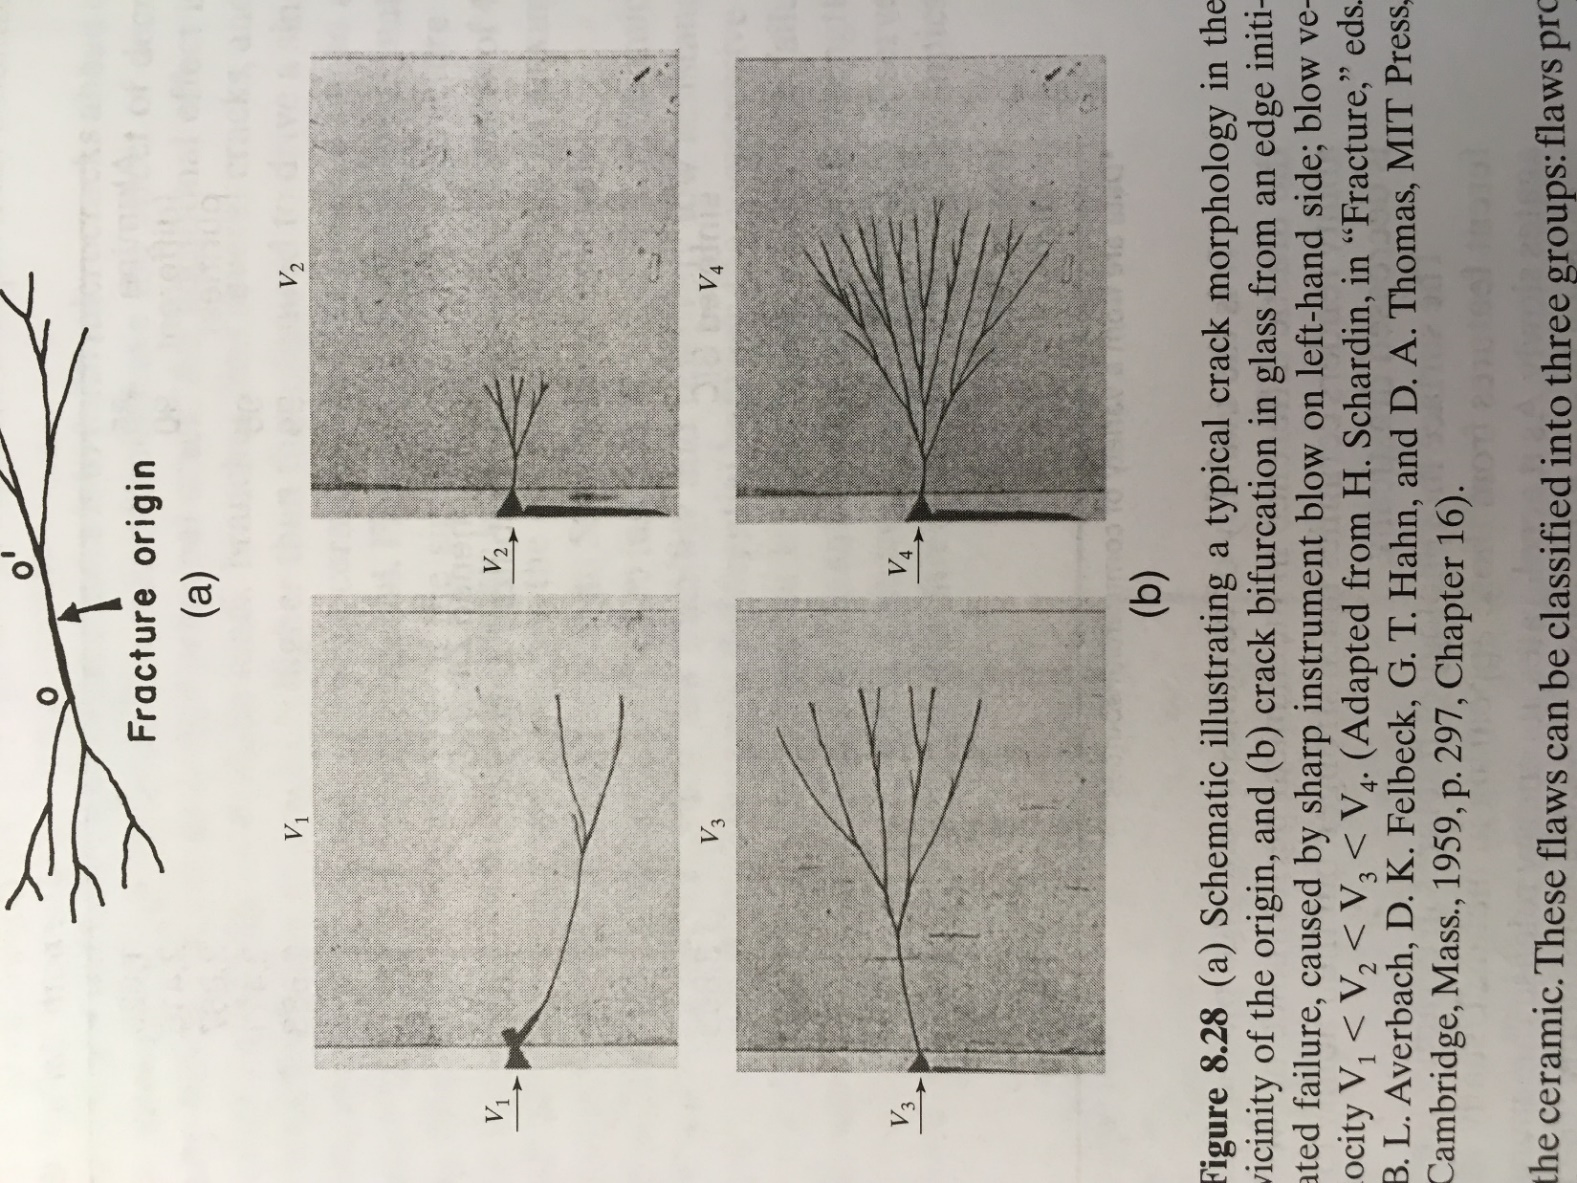 O
O'
Fracture origin
(a)
V1
V2
V1
V2
V3
V4
V3
V4
(b)
Figure 8.28 (a) Schematic illustrating a typical crack morphology in the
vicinity of the origin, and (b) crack bifurcation in glass from an edge initi-
ated failure, caused by sharp instrument blow on left-hand side; blow ve-
locity V1 < V2 < V3 < V4. (Adapted from H. Schardin, in “Fracture,” eds.
B. L. Averbach, D. K. Felbeck, G. T. Hahn, and D. A. Thomas, MIT Press,
Cambridge, Mass., 1959, p. 297, Chapter 16).
the ceramic. These flaws can be classified into three groups: flaws pro